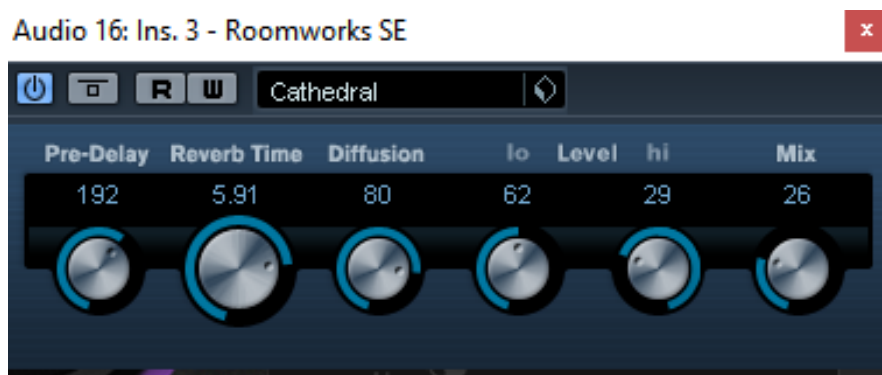 Audio 16: Ins. 3 - Roomworks SE x
R W Cathedral
Pre-Delay Reverb Time Diffusion lo Level hi Mix
192 5.91 80 62 29 26